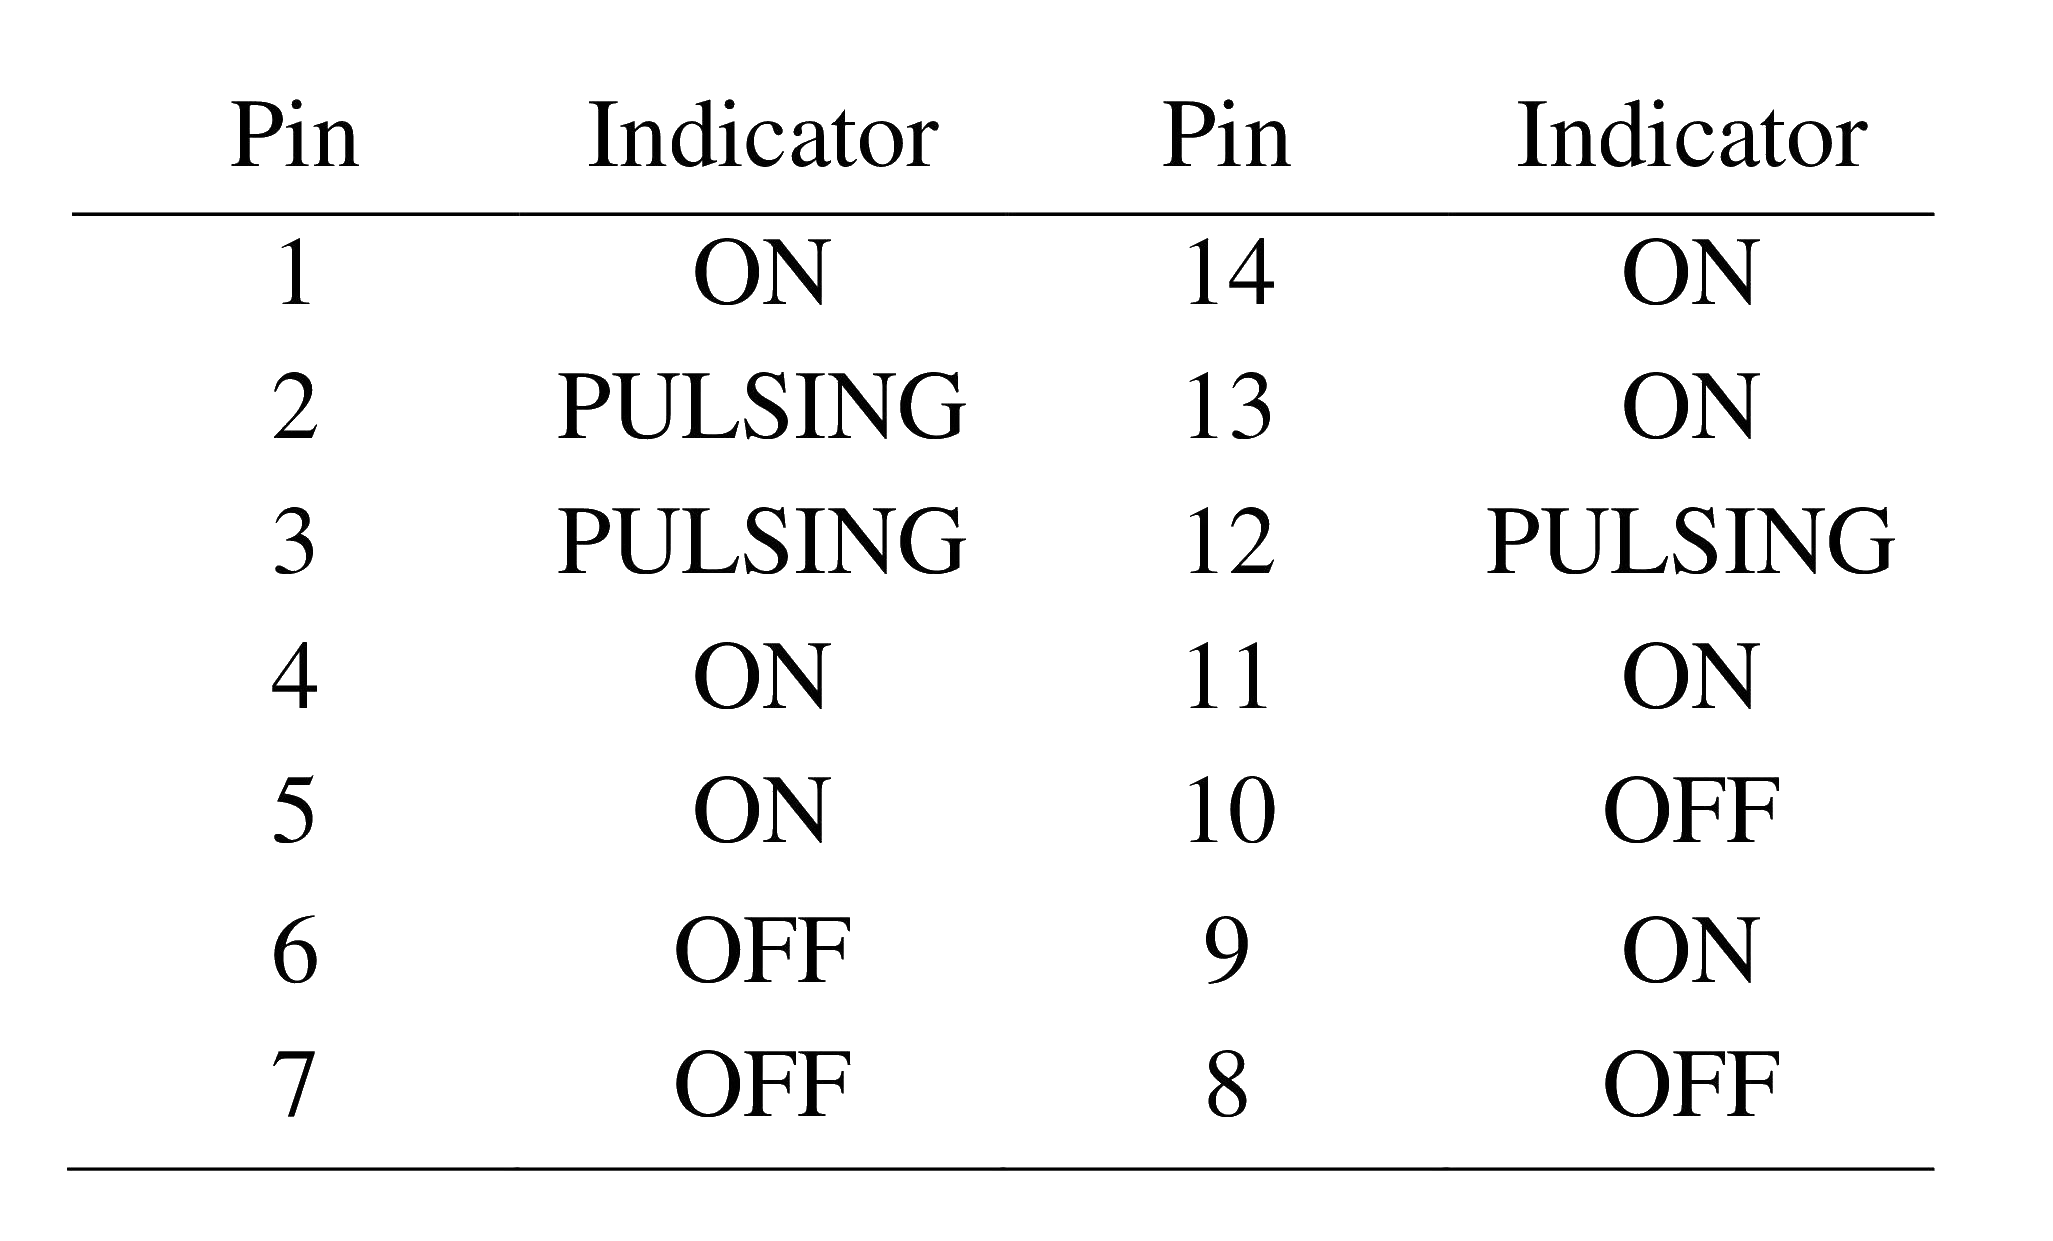 Pin Indicator Pin Indicator
1 ON 14 ON
2 PULSING 13 ON
3 PULSING 12 PULSING
4 ON 11 ON
5 ON 10 OFF
6 OFF 9 ON
7 OFF 8 OFF